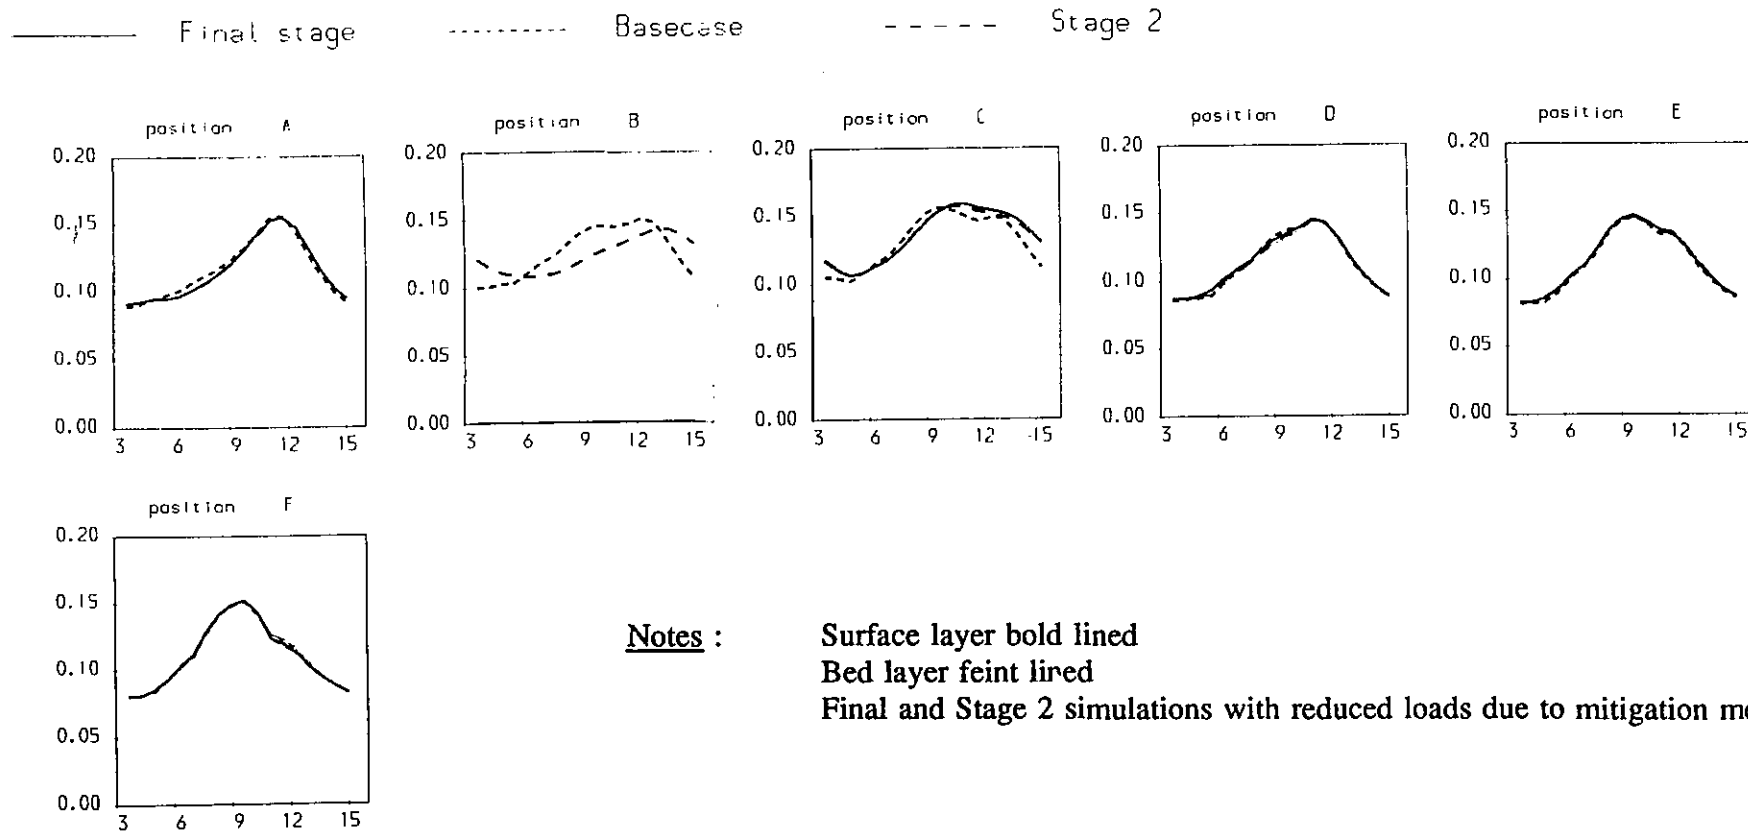 Final stage
Basecase
Stage 2
position A
position B
position C
position D
position E
0.20
0.15
0.10
0.05
0.00
3 6 9 12 15
0.20
0.15
0.10
0.05
0.00
3 6 9 12 15
0.20
0.15
0.10
0.05
0.00
3 6 9 12 15
0.20
0.15
0.10
0.05
0.00
3 6 9 12 15
0.20
0.15
0.10
0.05
0.00
3 6 9 12 15
position F
0.20
0.15
0.10
0.05
0.00
3 6 9 12 15
Notes :
Surface layer bold lined
Bed layer feint lined
Final and Stage 2 simulations with reduced loads due to mitigation